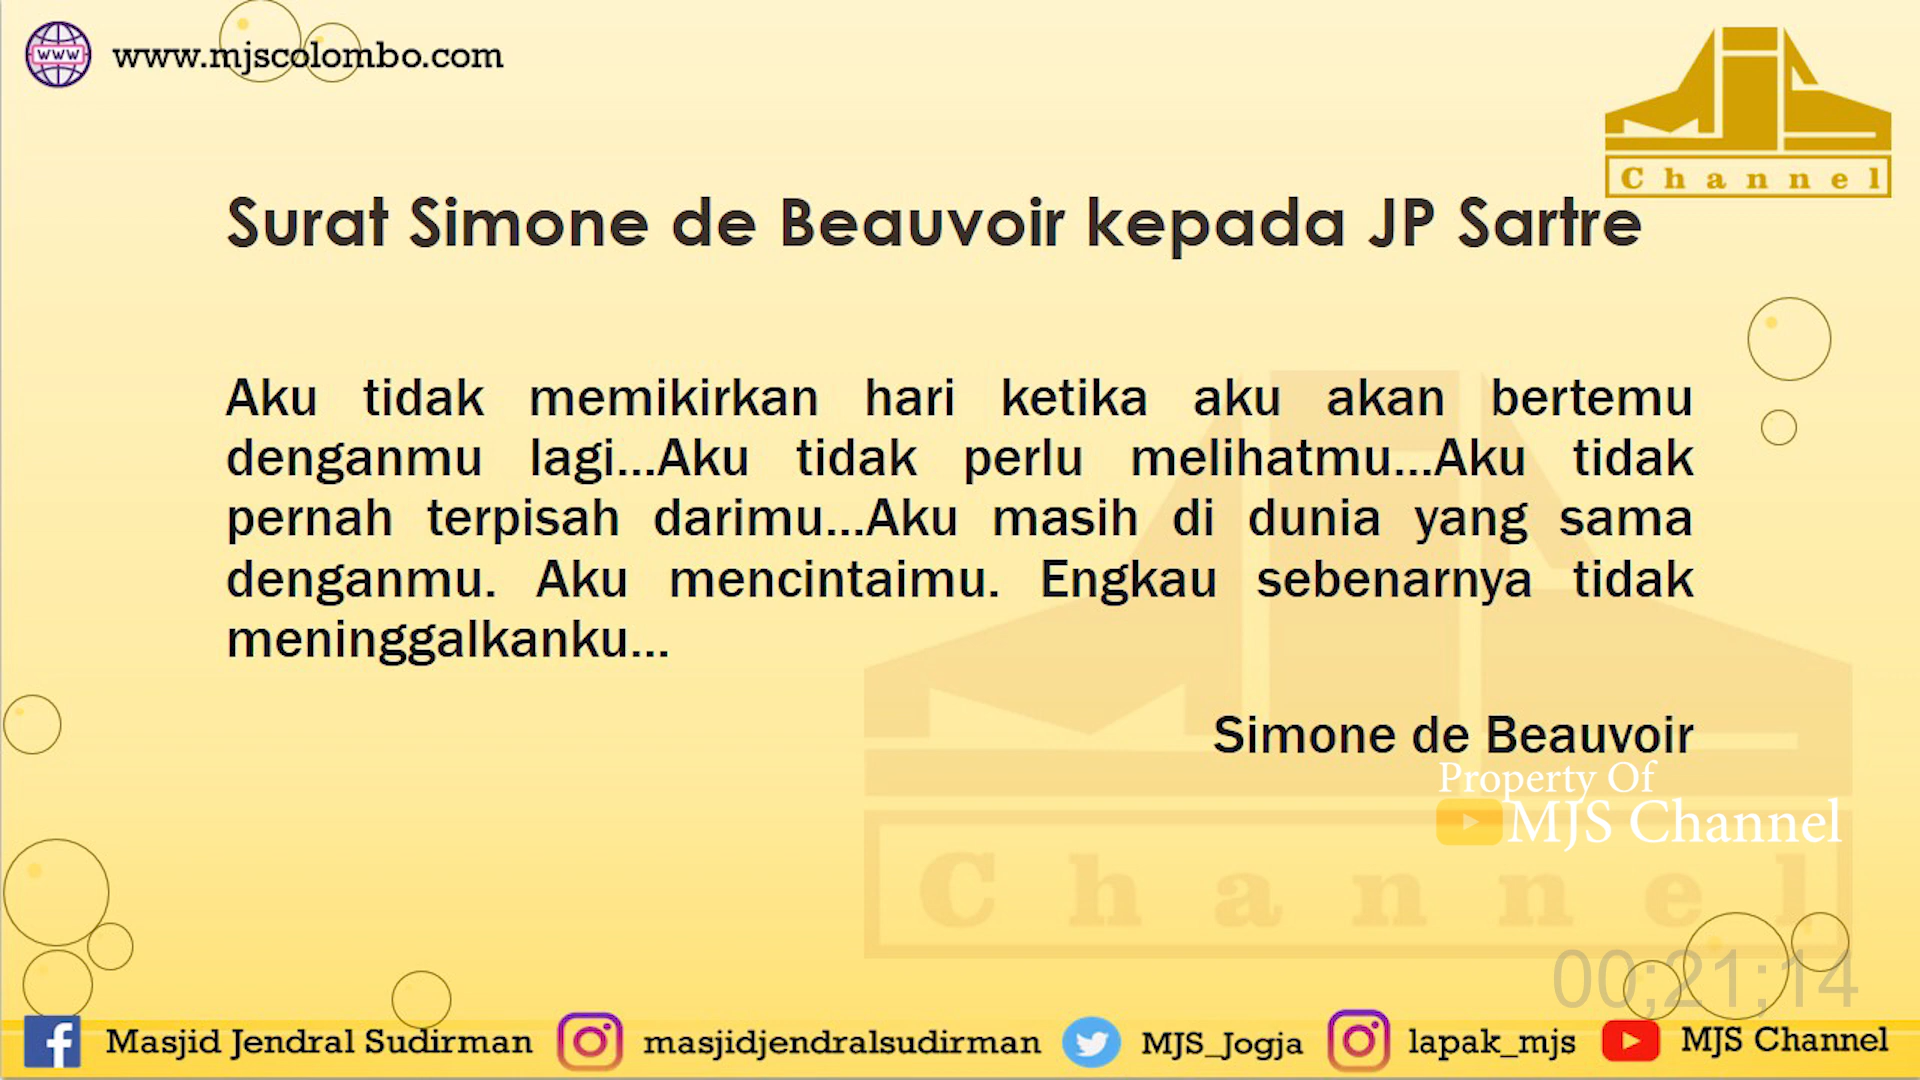 www
www.mjscolombo.com
MJS
Channel
Surat Simone de Beauvoir kepada JP Sartre
Aku tidak memikirkan hari ketika aku akan bertemu
denganmu lagi...Aku tidak perlu melihatmu...Aku tidak
pernah terpisah darimu...Aku masih di dunia yang sama
denganmu. Aku mencintaimu. Engkau sebenarnya tidak
meninggalkanku...
Simone de Beauvoir
Property Of
MJS Channel
Channel
00;21;14
Masjid Jendral Sudirman masjidjendralsudirman MJS_Jogja lapak_mjs MJS Channel